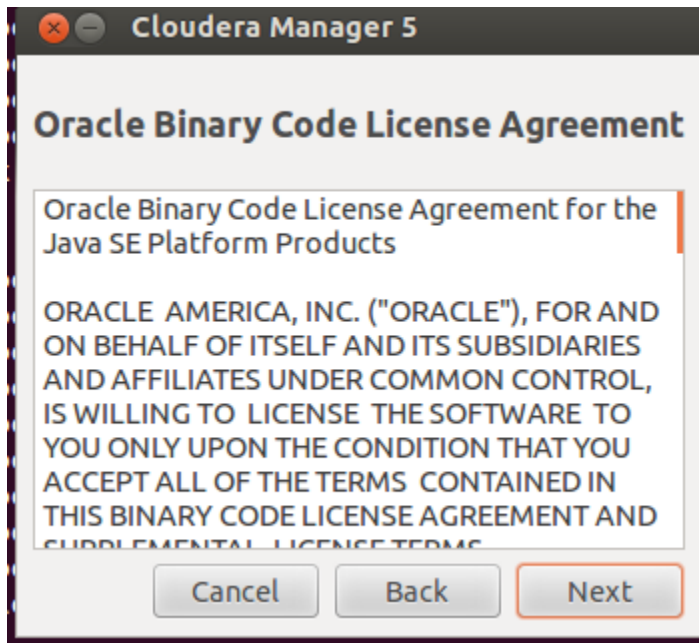 Cloudera Manager 5
Oracle Binary Code License Agreement
Oracle Binary Code License Agreement for the
Java SE Platform Products
ORACLE AMERICA, INC. ("ORACLE"), FOR AND
ON BEHALF OF ITSELF AND ITS SUBSIDIARIES
AND AFFILIATES UNDER COMMON CONTROL,
IS WILLING TO LICENSE THE SOFTWARE TO
YOU ONLY UPON THE CONDITION THAT YOU
ACCEPT ALL OF THE TERMS CONTAINED IN
THIS BINARY CODE LICENSE AGREEMENT AND
SUPPLEMENTAL LICENSE TERMS
Cancel Back Next